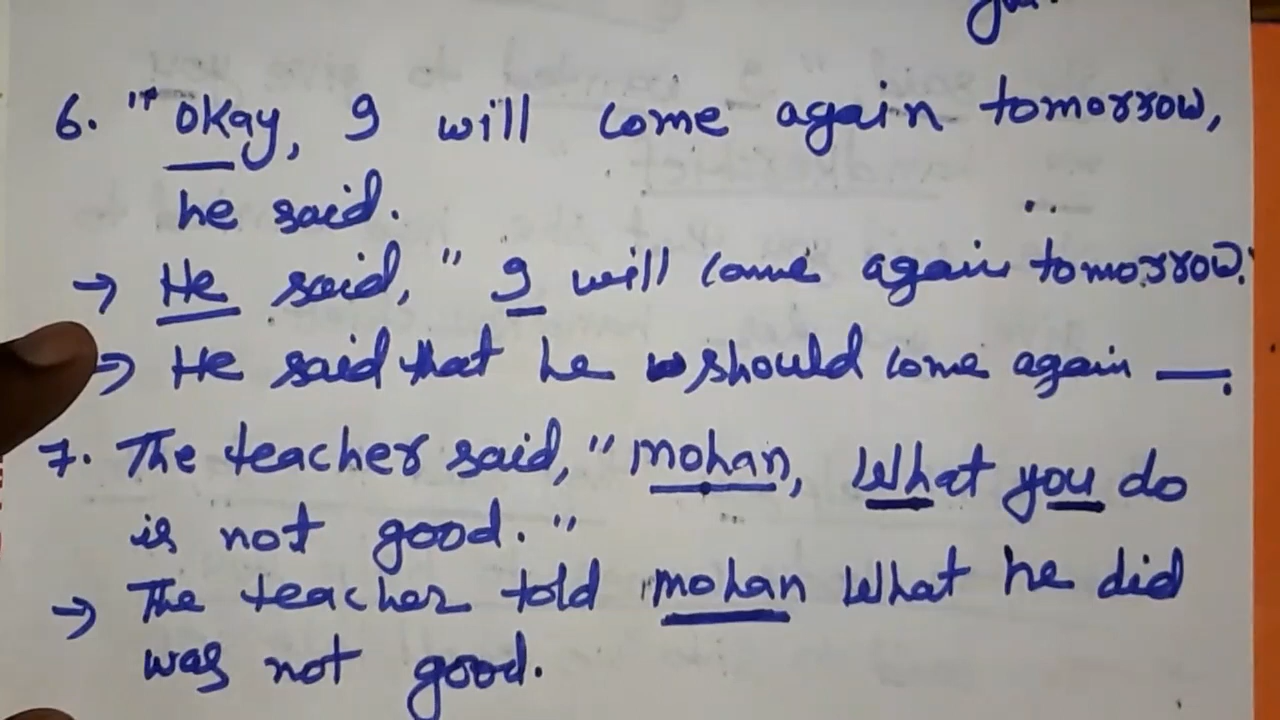 6. "okay, I will come again tomorrow,
he said.
→ He said, " I will come again tomorrow."
→ He said that he should come again —.
7. The teacher said, "mohan, What you do
is not good."
→ The teacher told mohan What he did
was not good.